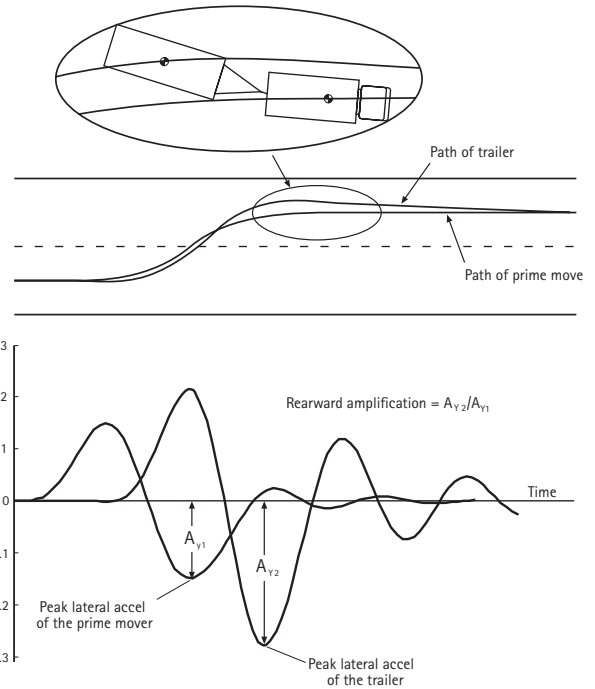 Path of trailer
Path of prime move
3
2
1
0
.1
.2
.3
Rearward amplification = AY2/AY1
Time
Ay1
AY2
Peak lateral accel
of the prime mover
Peak lateral accel
of the trailer